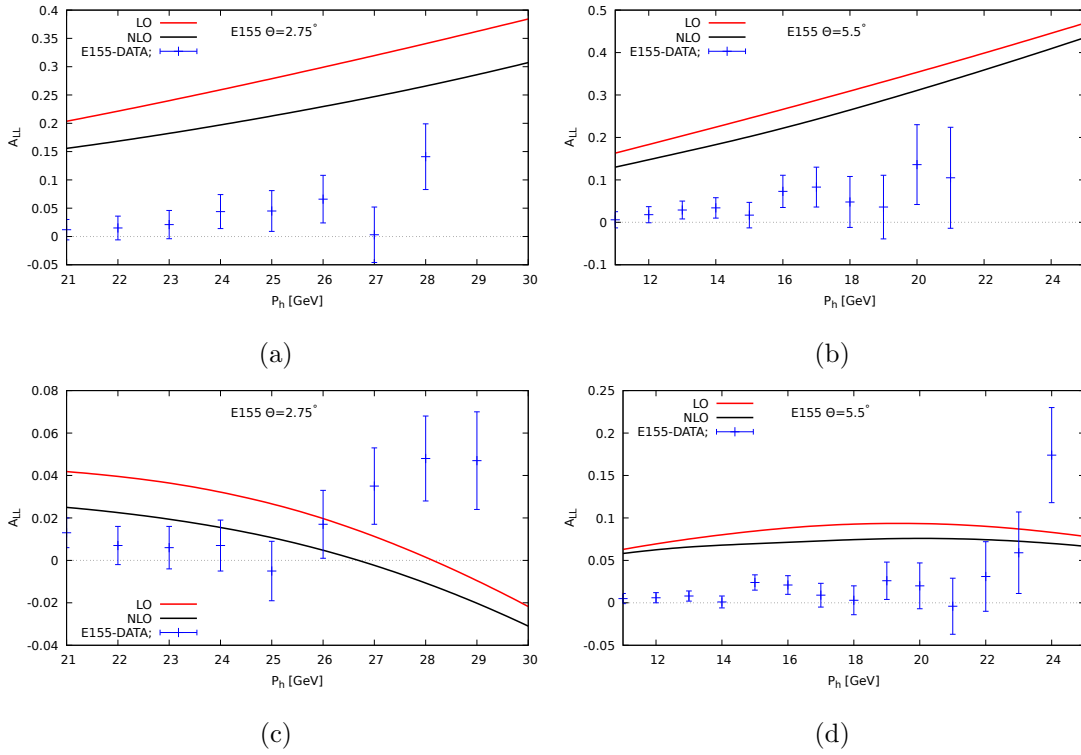 0.4
0.35
0.3
0.25
0.2
0.15
0.1
0.05
0
-0.05
A_LL
LO
NLO
E155-DATA;
E155 Θ=2.75°
21 22 23 24 25 26 27 28 29 30
P_h [GeV]
(a)
0.5
0.4
0.3
0.2
0.1
0
-0.1
A_LL
LO
NLO
E155-DATA;
E155 Θ=5.5°
12 14 16 18 20 22 24
P_h [GeV]
(b)
0.08
0.06
0.04
0.02
0
-0.02
-0.04
A_LL
E155 Θ=2.75°
LO
NLO
E155-DATA;
21 22 23 24 25 26 27 28 29 30
P_h [GeV]
(c)
0.25
0.2
0.15
0.1
0.05
0
-0.05
A_LL
LO
NLO
E155-DATA;
E155 Θ=5.5°
12 14 16 18 20 22 24
P_h [GeV]
(d)